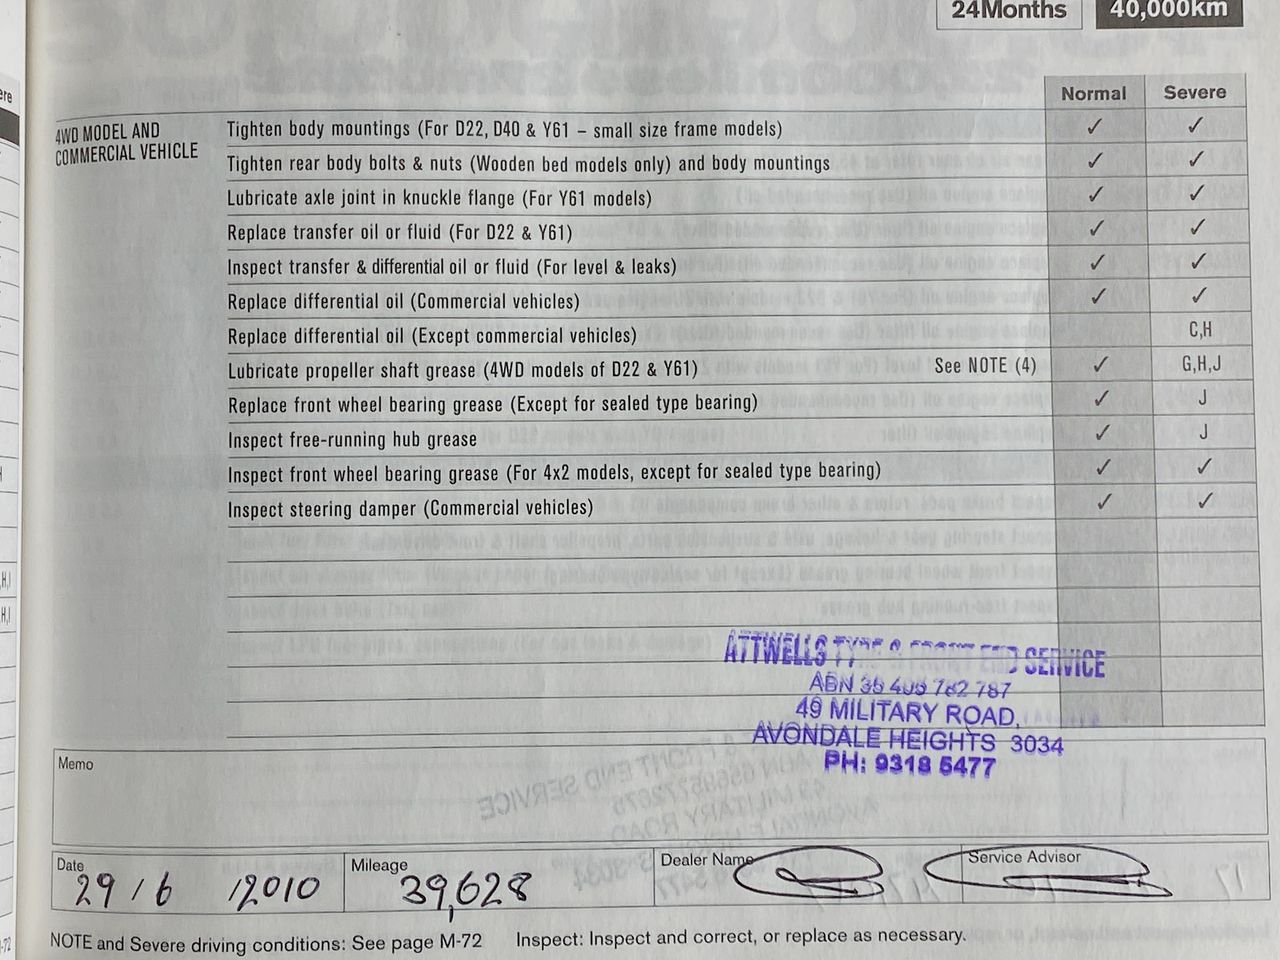 24Months 40,000km
Normal Severe
4WD MODEL AND
COMMERCIAL VEHICLE
Tighten body mountings (For D22, D40 & Y61 – small size frame models) ✓ ✓
Tighten rear body bolts & nuts (Wooden bed models only) and body mountings ✓ ✓
Lubricate axle joint in knuckle flange (For Y61 models) ✓ ✓
Replace transfer oil or fluid (For D22 & Y61) ✓ ✓
Inspect transfer & differential oil or fluid (For level & leaks) ✓ ✓
Replace differential oil (Commercial vehicles) ✓ ✓
Replace differential oil (Except commercial vehicles) C,H
Lubricate propeller shaft grease (4WD models of D22 & Y61) See NOTE (4) ✓ G,H,J
Replace front wheel bearing grease (Except for sealed type bearing) ✓ J
Inspect free-running hub grease ✓ J
Inspect front wheel bearing grease (For 4x2 models, except for sealed type bearing) ✓ ✓
Inspect steering damper (Commercial vehicles) ✓ ✓
ATTWELLS TYRE & FRONT END SERVICE
ABN 782 787
49 MILITARY ROAD,
AVONDALE HEIGHTS 3034
PH: 9318 5477
Memo
Date Mileage Dealer Name Service Advisor
29/6/2010 39,628
NOTE and Severe driving conditions: See page M-72 Inspect: Inspect and correct, or replace as necessary.